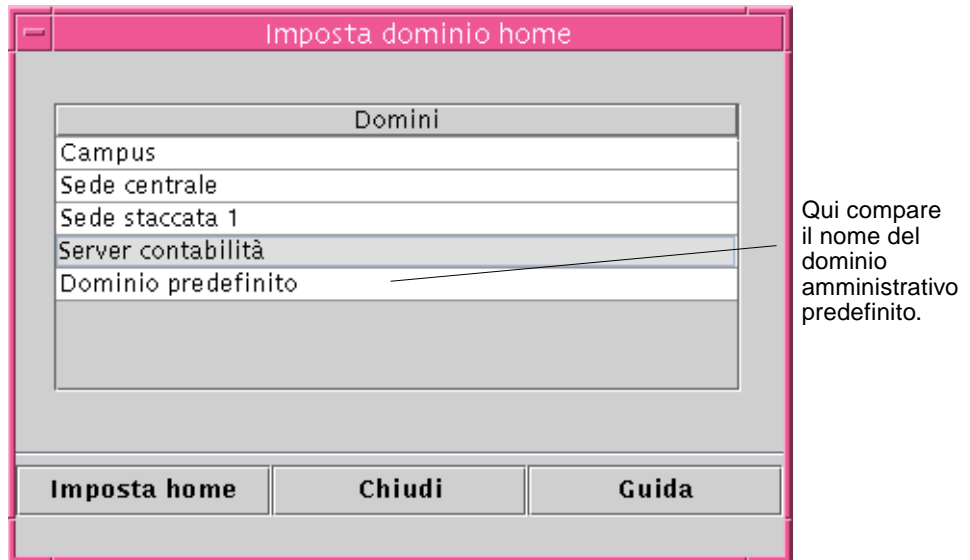 Imposta dominio home
Domini
Campus
Sede centrale
Sede staccata 1
Server contabilità
Dominio predefinito
Qui compare
il nome del
dominio
amministrativo
predefinito.
Imposta home
Chiudi
Guida